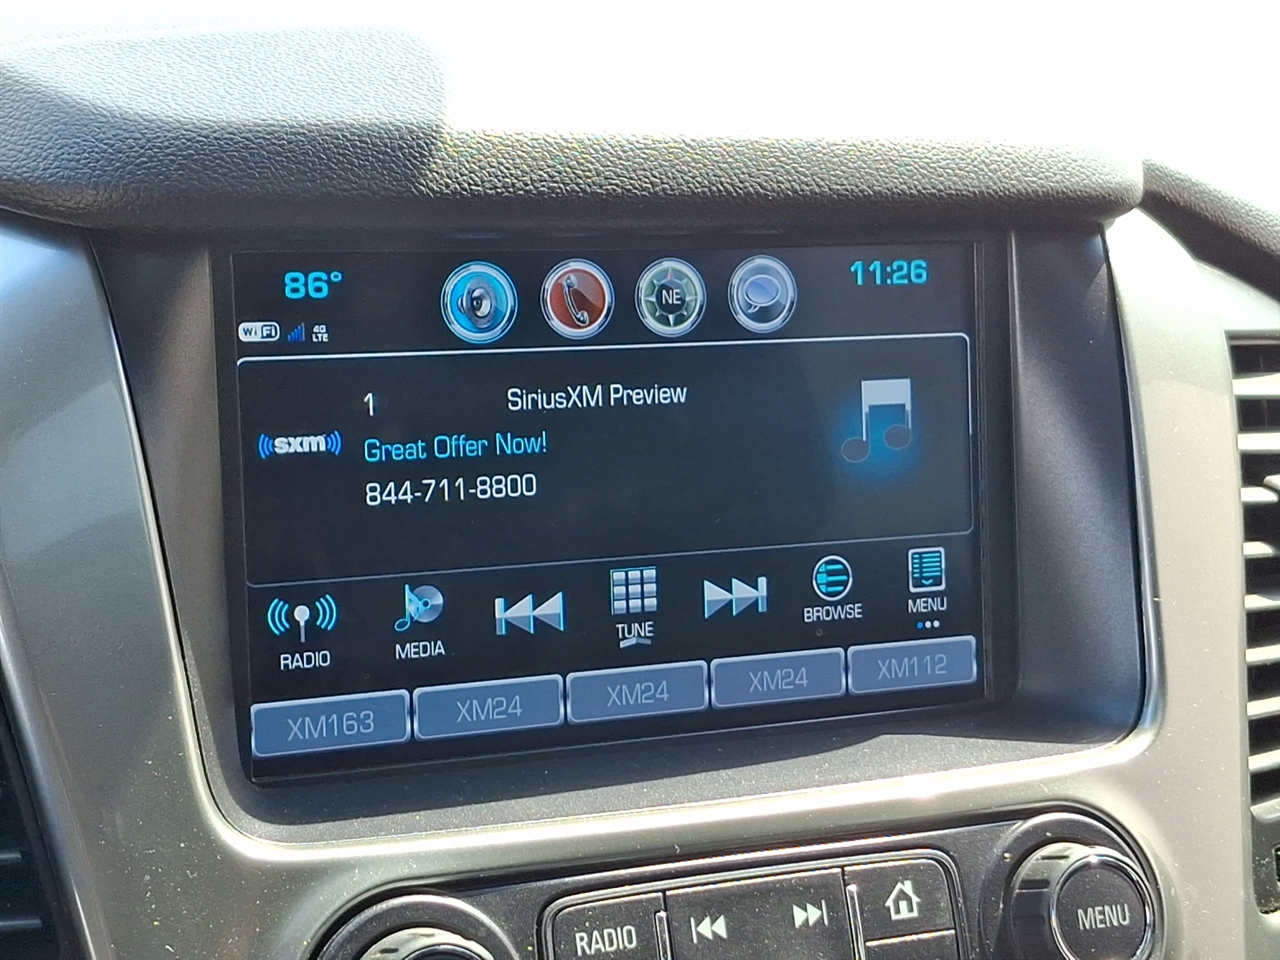 86°
NE
11:26
WiFi
4G
LTE
1
SiriusXM Preview
((sxm))
Great Offer Now!
844-711-8800
RADIO
MEDIA
TUNE
BROWSE
MENU
XM163
XM24
XM24
XM24
XM112
RADIO
MENU